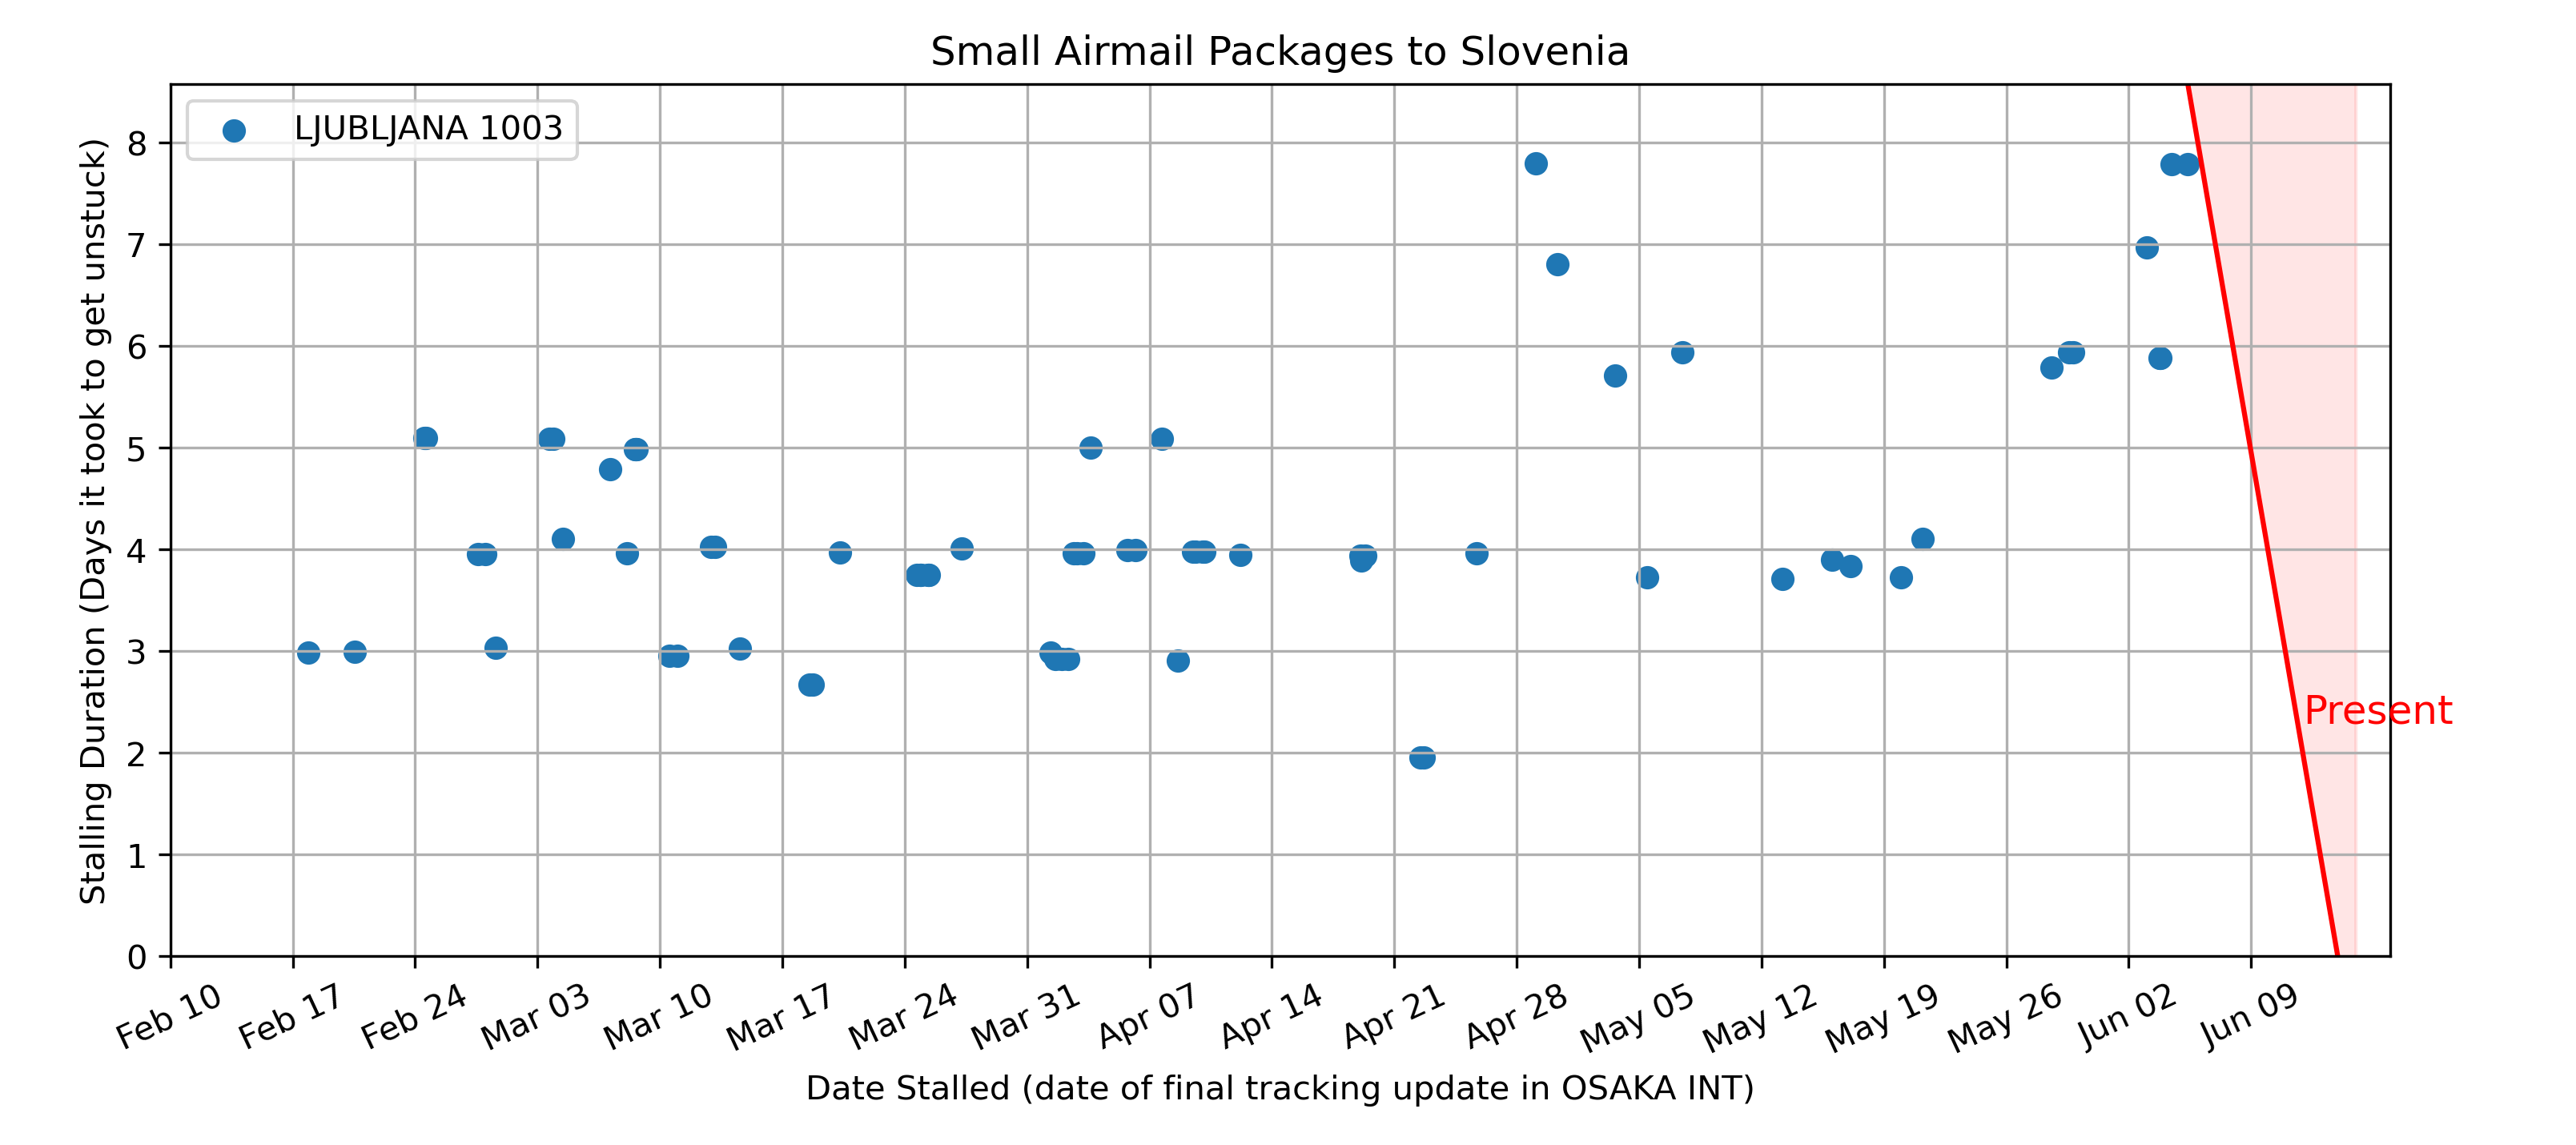 Small Airmail Packages to Slovenia
LJUBLJANA 1003
Stalling Duration (Days it took to get unstuck)
8
7
6
5
4
3
2
1
0
Present
Feb 10
Feb 17
Feb 24
Mar 03
Mar 10
Mar 17
Mar 24
Mar 31
Apr 07
Apr 14
Apr 21
Apr 28
May 05
May 12
May 19
May 26
Jun 02
Jun 09
Date Stalled (date of final tracking update in OSAKA INT)